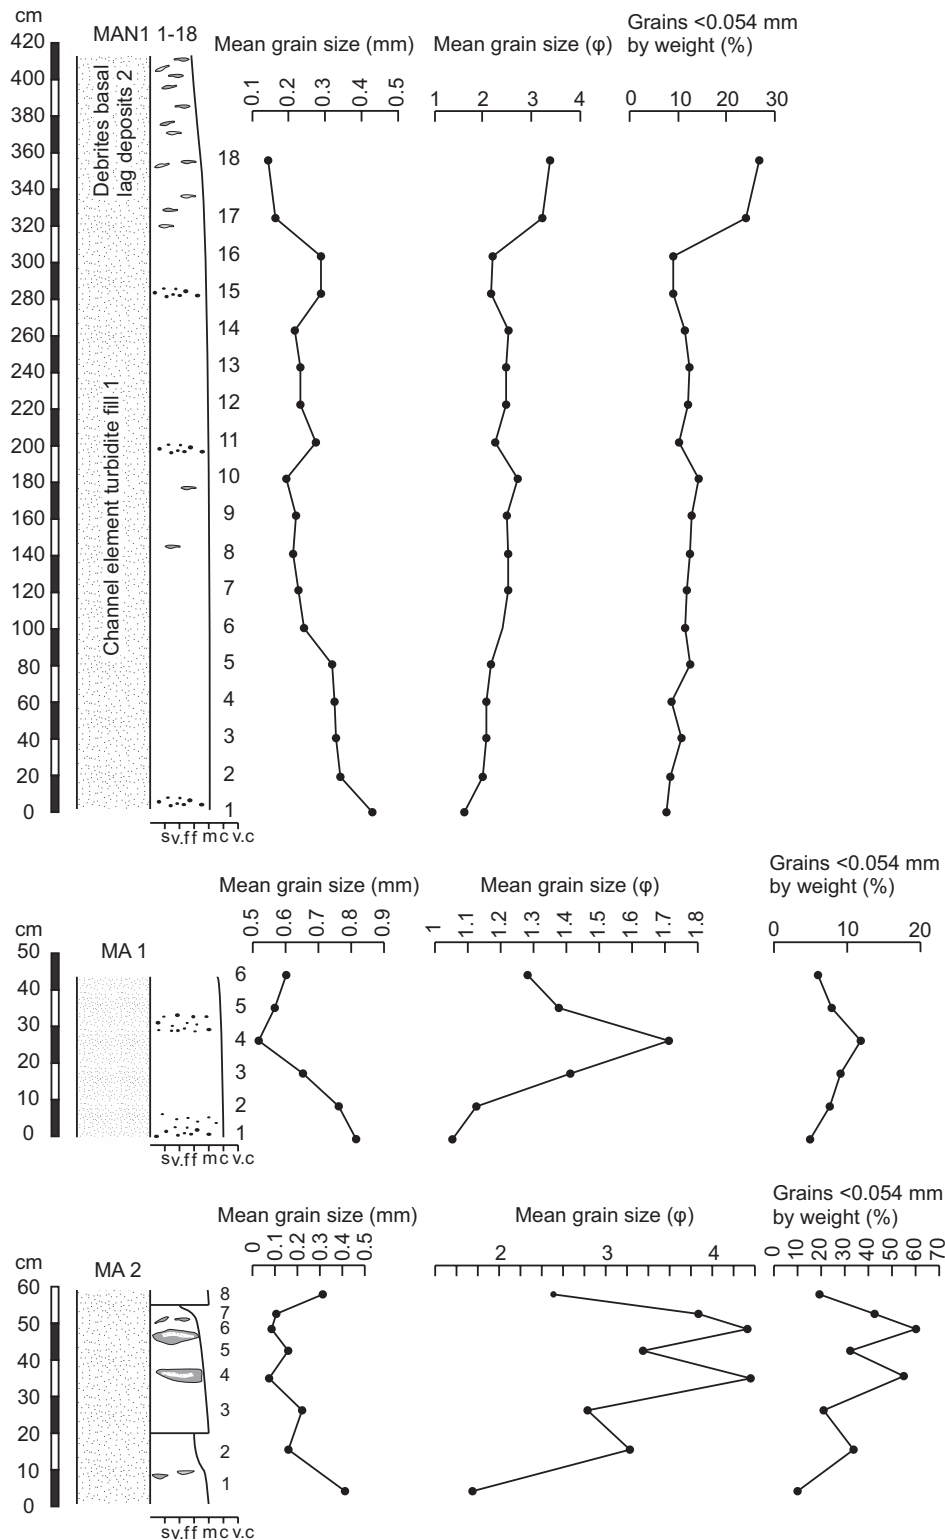 cm
MAN1 1-18
Mean grain size (mm)
Mean grain size (φ)
Grains <0.054 mm
by weight (%)
0.1 0.2 0.3 0.4 0.5
1 2 3 4
0 10 20 30
420
400
380
360
340
320
300
280
260
240
220
200
180
160
140
120
100
80
60
40
20
0
Debrites basal
lag deposits 2
Channel element turbidite fill 1
18
17
16
15
14
13
12
11
10
9
8
7
6
5
4
3
2
1
s v.f f m c v.c
cm
MA 1
Mean grain size (mm)
Mean grain size (φ)
Grains <0.054 mm
by weight (%)
0.5 0.6 0.7 0.8 0.9
1 1.1 1.2 1.3 1.4 1.5 1.6 1.7 1.8
0 10 20
50
40
30
20
10
0
6
5
4
3
2
1
s v.f f m c v.c
cm
MA 2
Mean grain size (mm)
Mean grain size (φ)
Grains <0.054 mm
by weight (%)
0 0.1 0.2 0.3 0.4 0.5
2 3 4
0 10 20 30 40 50 60 70
60
50
40
30
20
10
0
8
7
6
5
4
3
2
1
s v.f f m c v.c